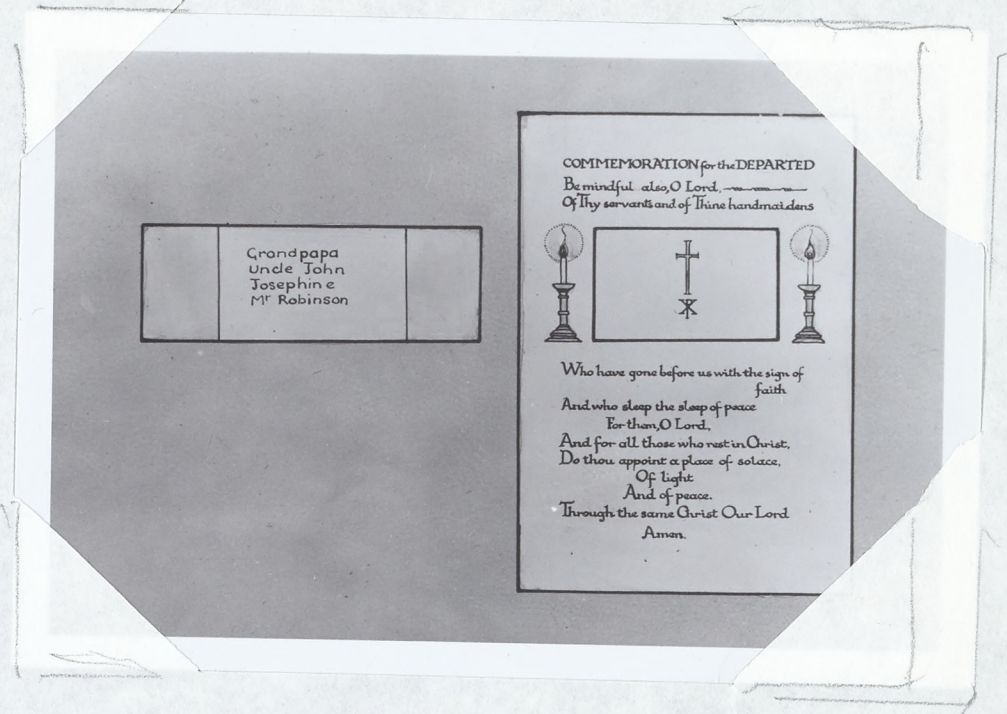 Grandpapa
Uncle John
Josephine
Mr Robinson
COMMEMORATION for the DEPARTED
Be mindful also, O Lord,
Of Thy servants and of Thine handmaidens
Who have gone before us with the sign of
faith
And who sleep the sleep of peace
For them, O Lord,
And for all those who rest in Christ,
Do thou appoint a place of solace,
Of light
And of peace.
Through the same Christ Our Lord
Amen.